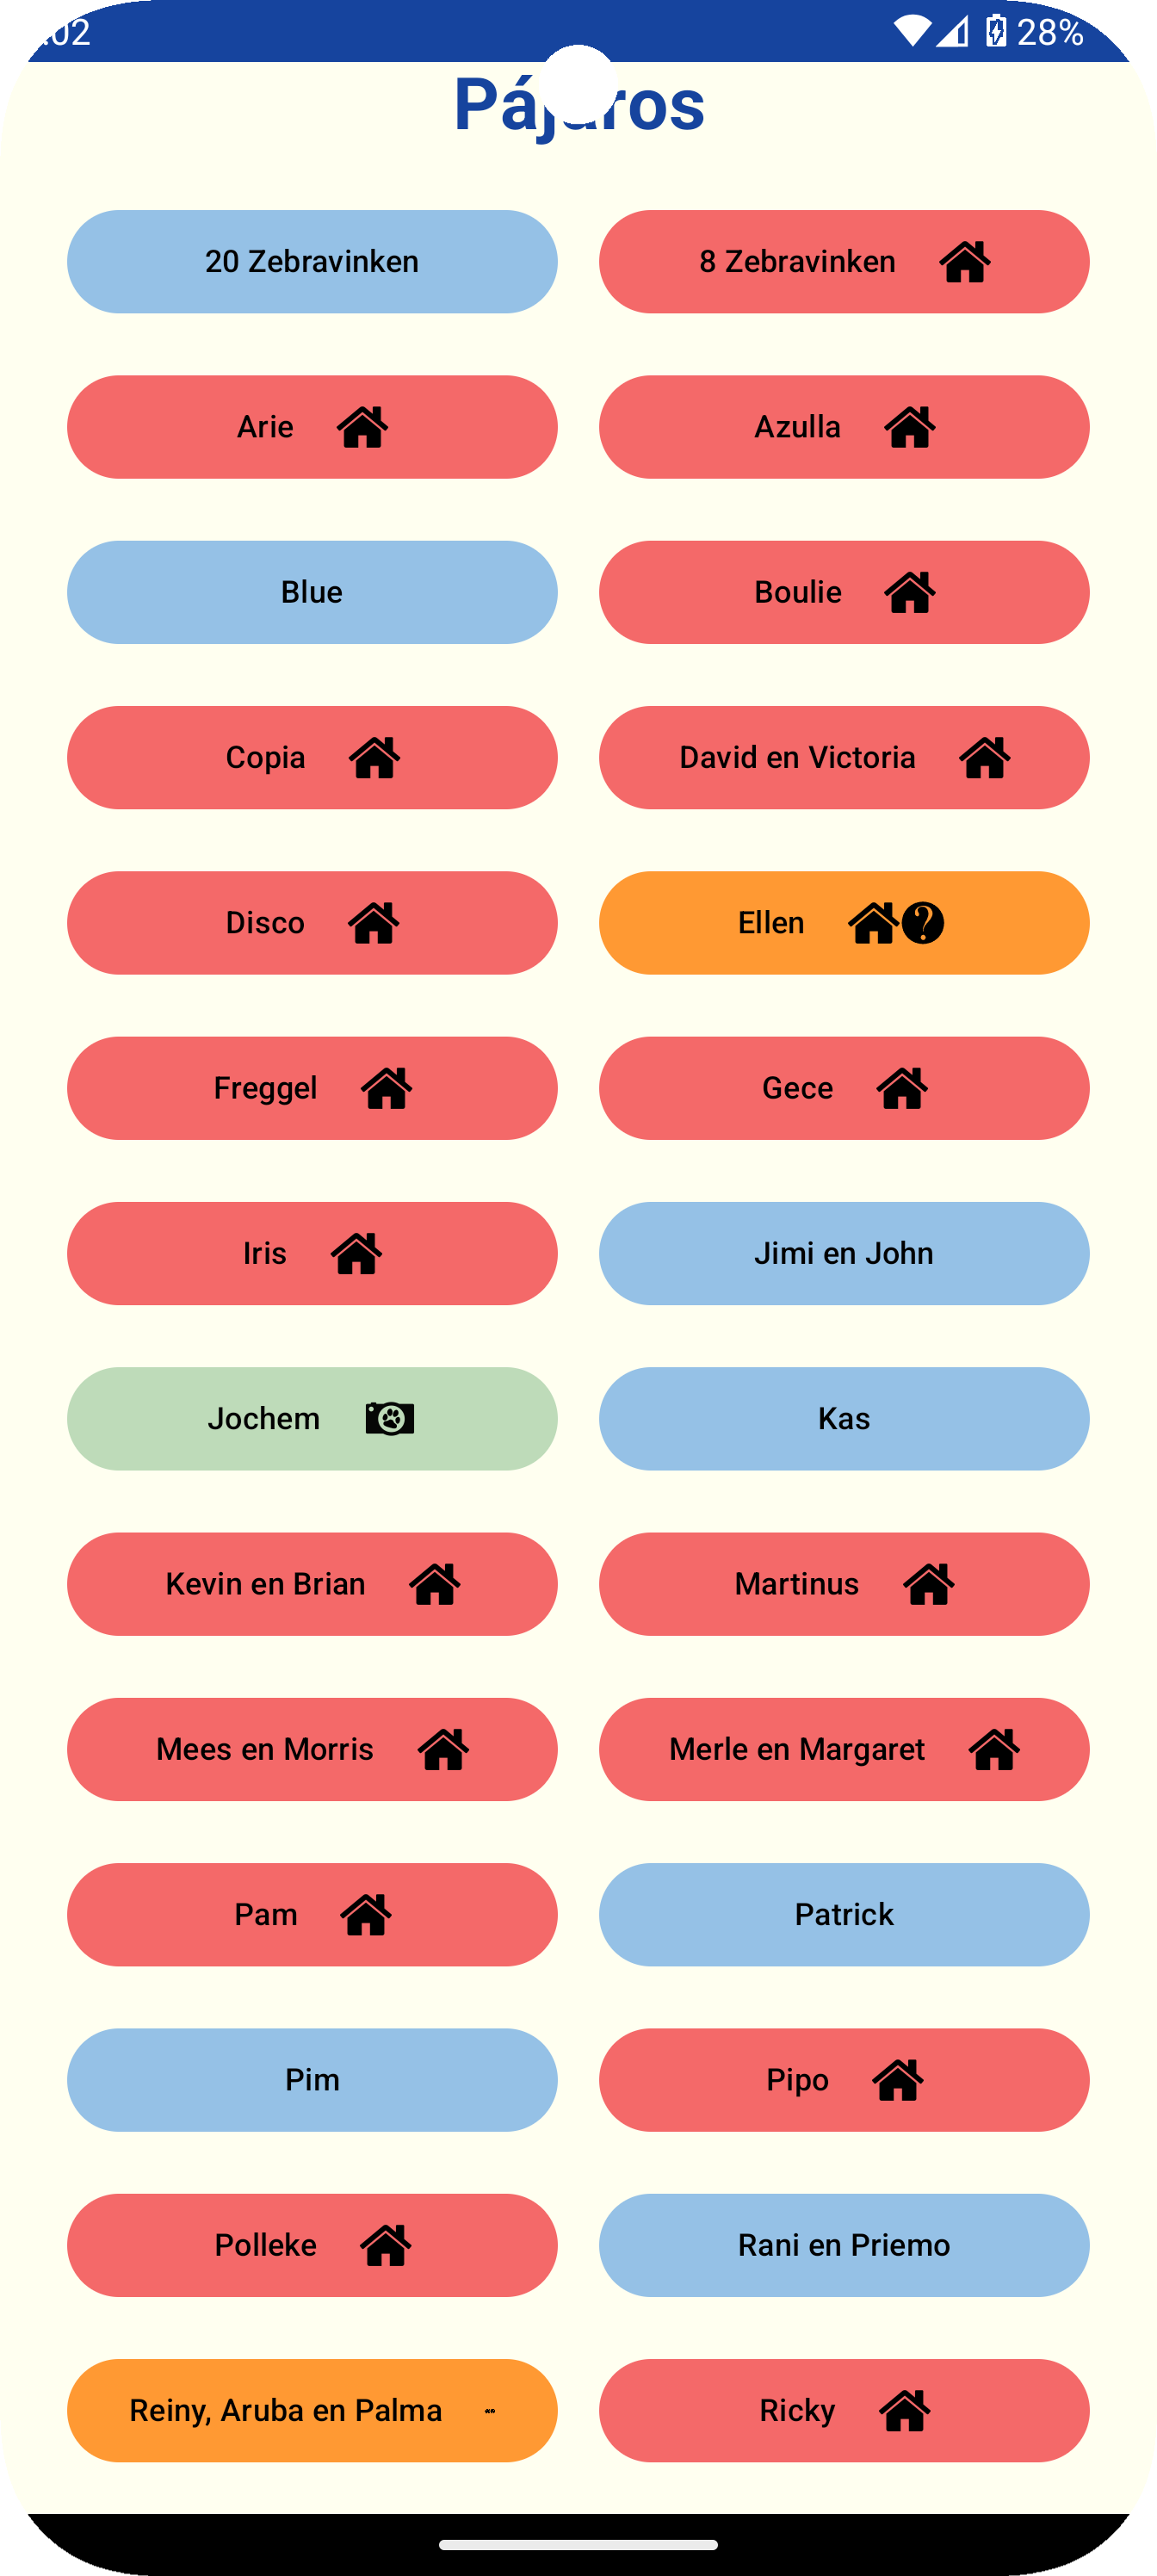 :02 28%
Pájaros
20 Zebravinken
8 Zebravinken
Arie
Azulla
Blue
Boulie
Copia
David en Victoria
Disco
Ellen
Freggel
Gece
Iris
Jimi en John
Jochem
Kas
Kevin en Brian
Martinus
Mees en Morris
Merle en Margaret
Pam
Patrick
Pim
Pipo
Polleke
Rani en Priemo
Reiny, Aruba en Palma
Ricky